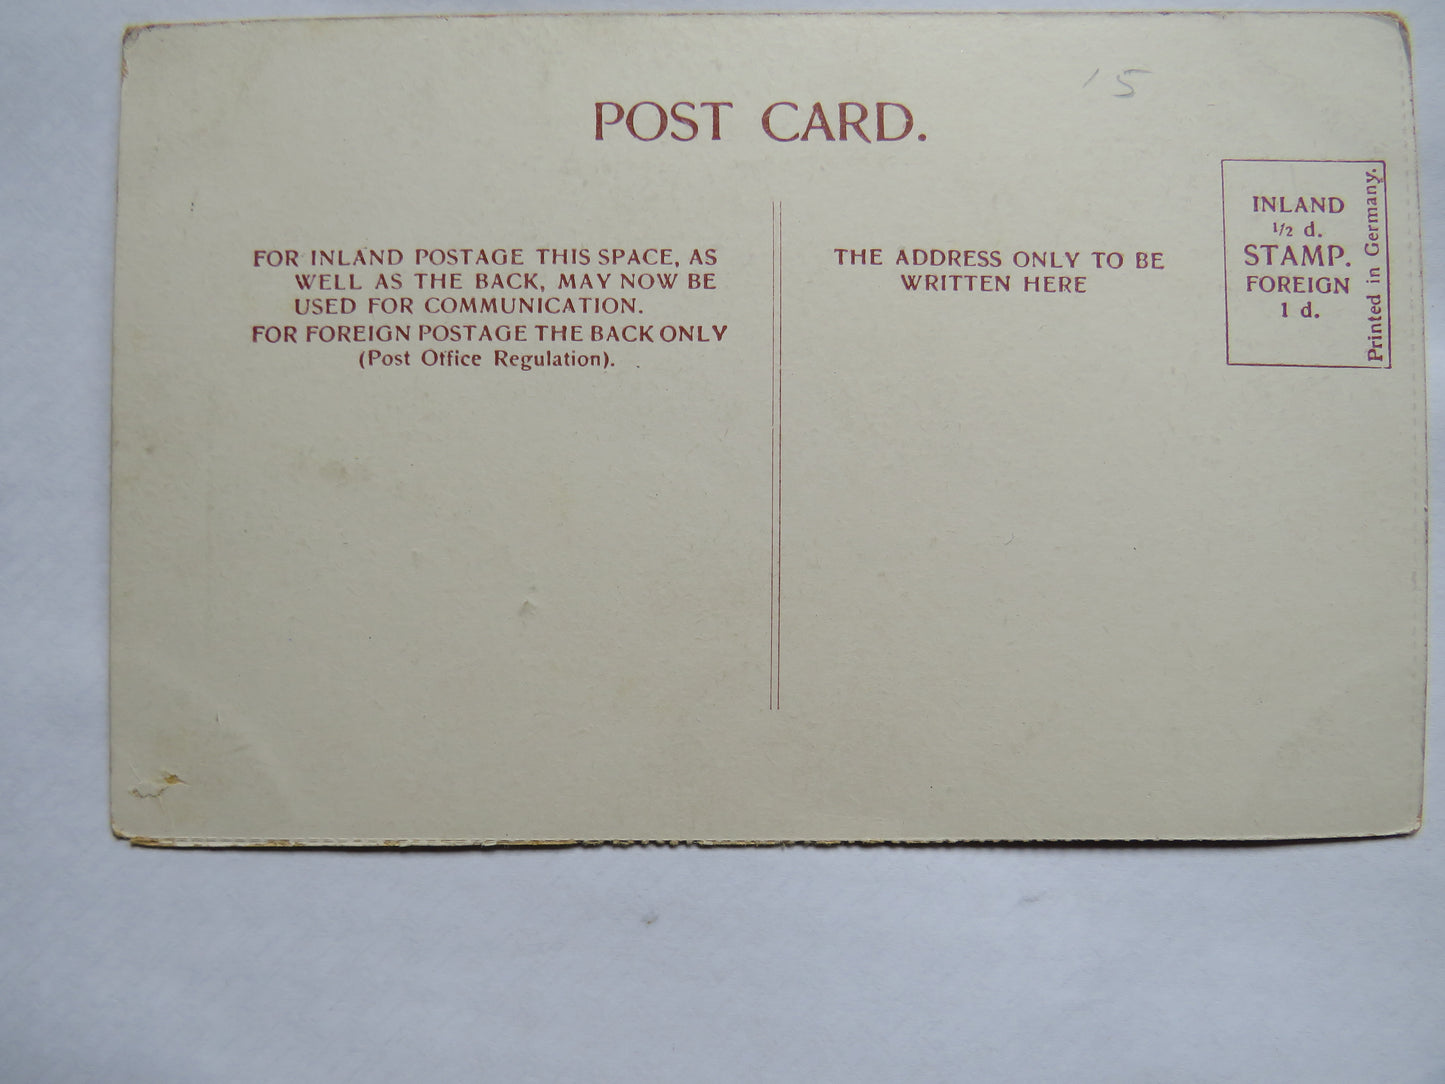 '5
POST CARD.
FOR INLAND POSTAGE THIS SPACE, AS
WELL AS THE BACK, MAY NOW BE
USED FOR COMMUNICATION.
FOR FOREIGN POSTAGE THE BACK ONLY
(Post Office Regulation).
THE ADDRESS ONLY TO BE
WRITTEN HERE
INLAND
1/2 d.
STAMP.
FOREIGN
1 d.
Printed in Germany.